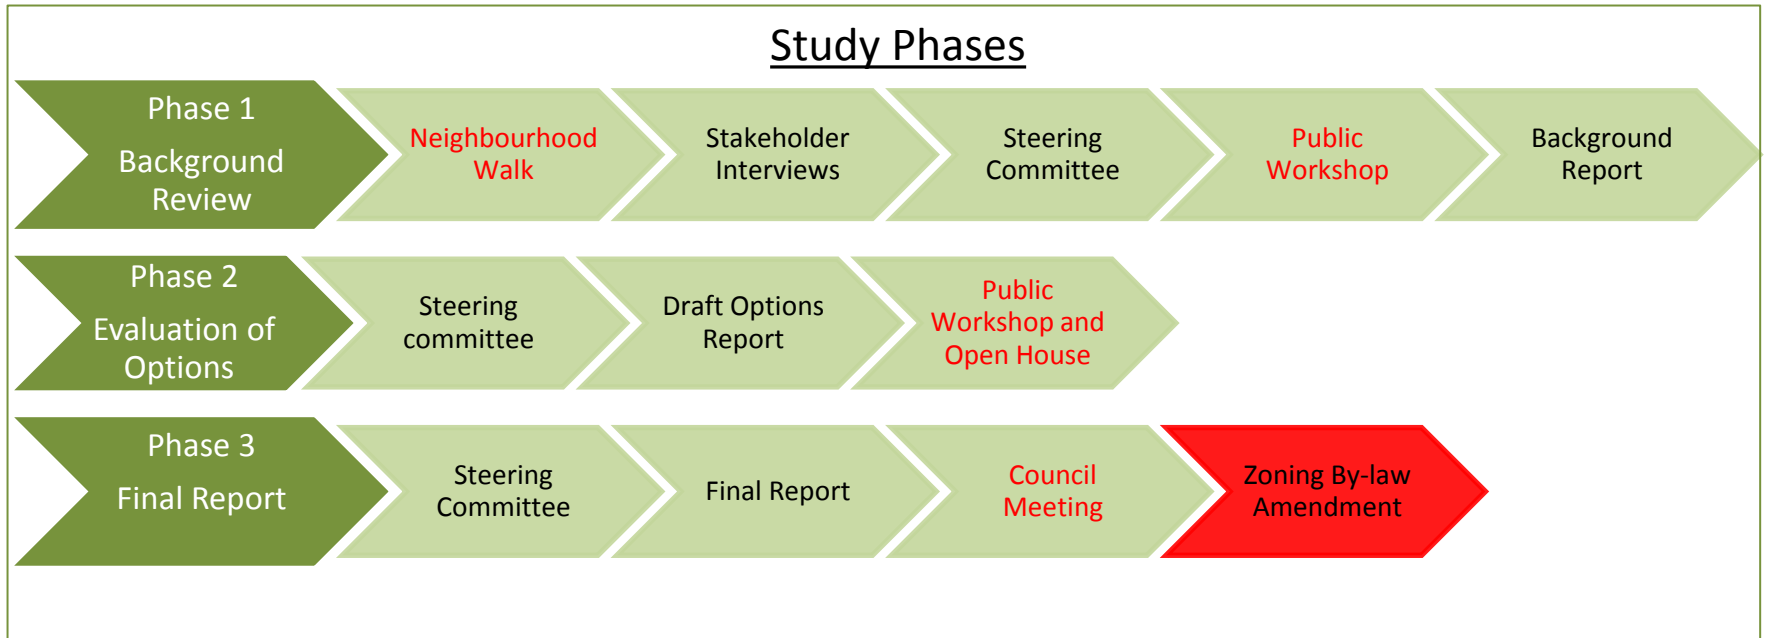 Study Phases
Phase 1
Background
Review
Neighbourhood
Walk
Stakeholder
Interviews
Steering
Committee
Public
Workshop
Background
Report
Phase 2
Evaluation of
Options
Steering
committee
Draft Options
Report
Public
Workshop and
Open House
Phase 3
Final Report
Steering
Committee
Final Report
Council
Meeting
Zoning By-law
Amendment